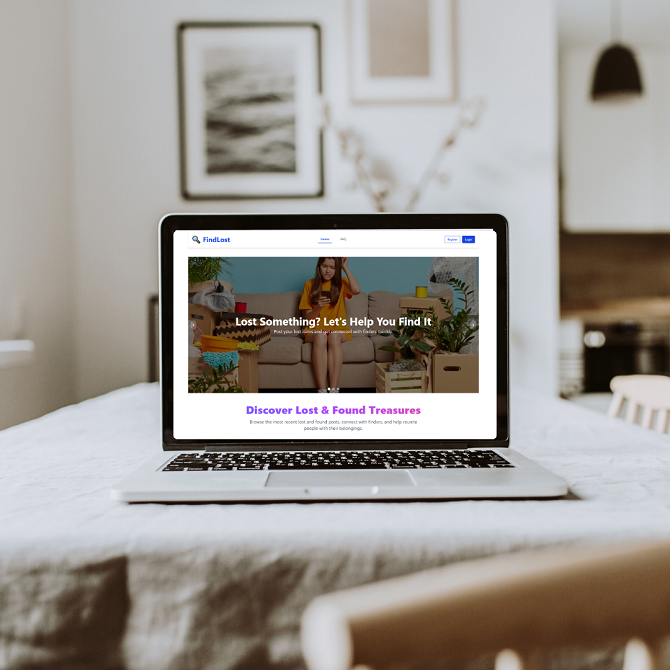 FindLost
Home
FAQ
Register
Login
Lost Something? Let's Help You Find It
Post your lost items and get connected with finders quickly.
Discover Lost & Found Treasures
Browse the most recent lost and found posts, connect with finders, and help reunite
people with their belongings.